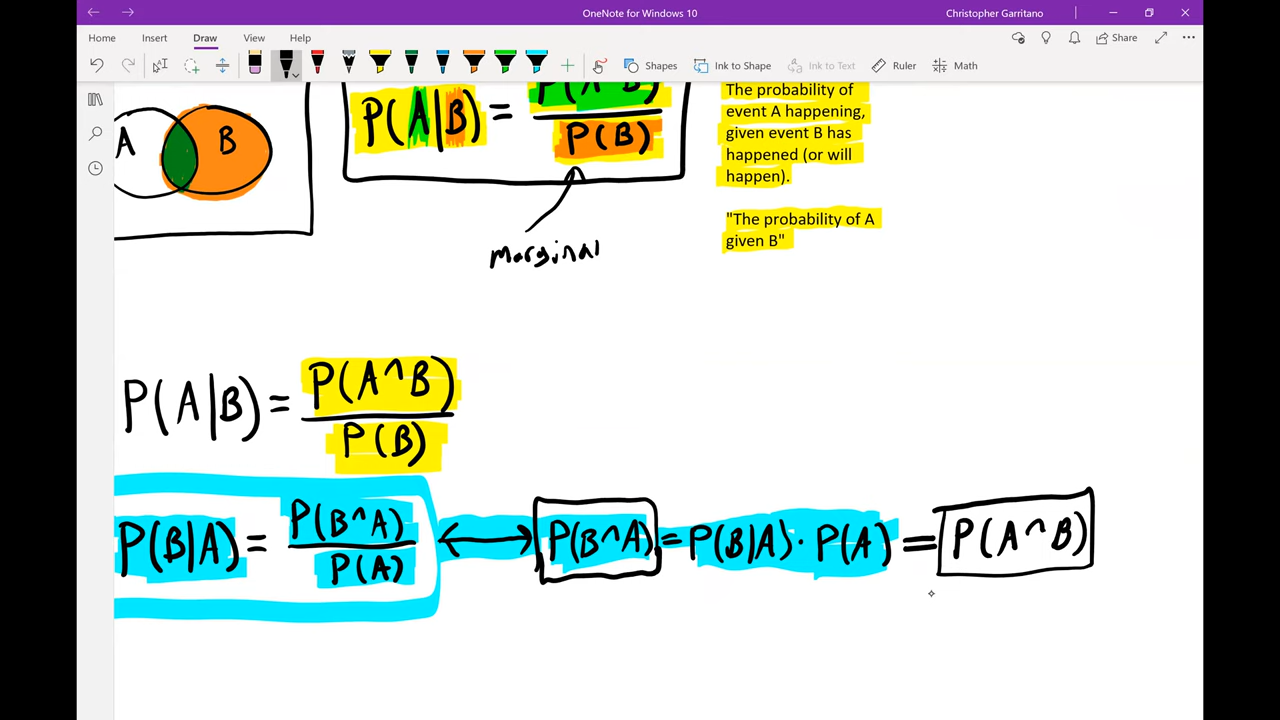 OneNote for Windows 10
Christopher Garritano
Home Insert Draw View Help
Share
Shapes Ink to Shape Ink to Text Ruler Math
The probability of
event A happening,
given event B has
happened (or will
happen).
"The probability of A
given B"
A B
P(A|B) = P(A^B)
P(B)
marginal
P(A|B) = P(A^B)
P(B)
P(B|A) = P(B^A)
P(A)
↔ P(B^A) = P(B|A) · P(A) = P(A^B)